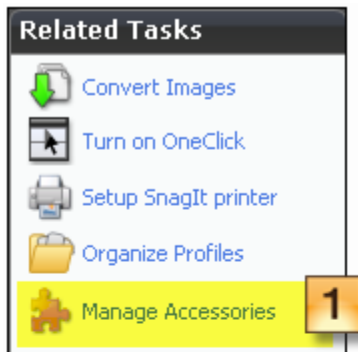 Related Tasks
Convert Images
Turn on OneClick
Setup SnagIt printer
Organize Profiles
Manage Accessories 1